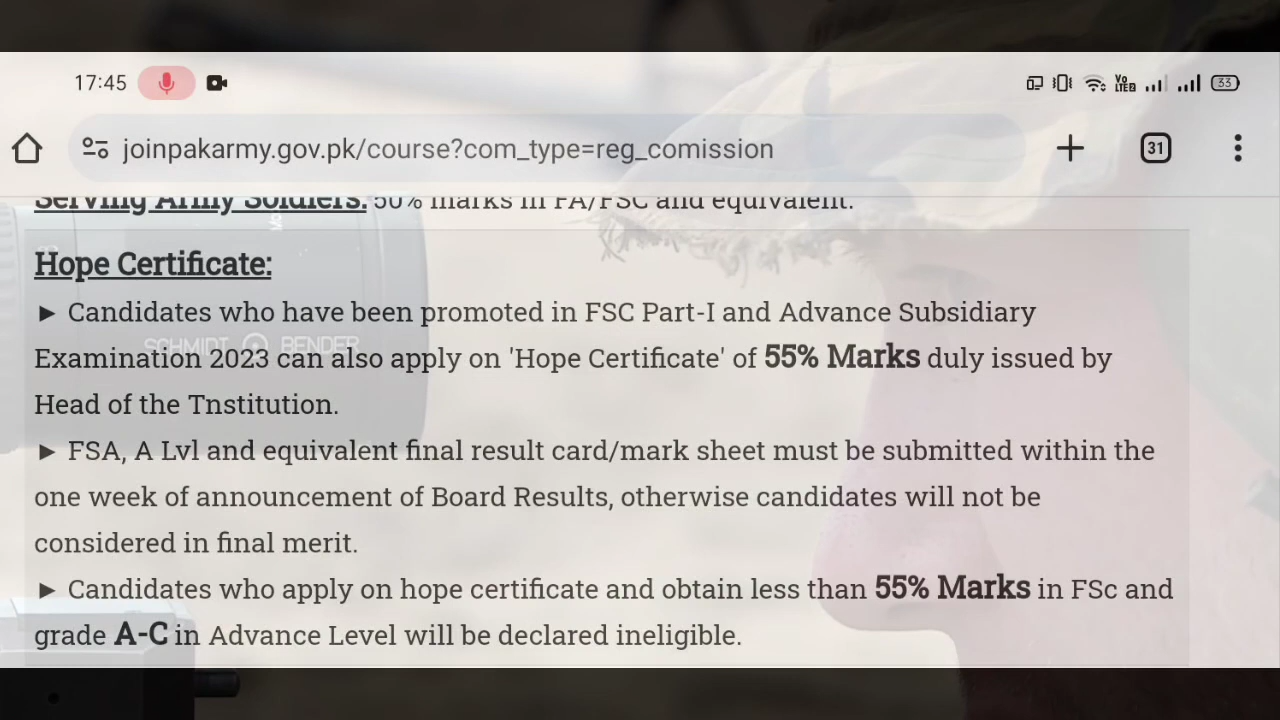 17:45
Vo
LTE2
33
joinpakarmy.gov.pk/course?com_type=reg_comission
31
Serving Army Soldiers: 50% marks in FA/FSC and equivalent.
Hope Certificate:
► Candidates who have been promoted in FSC Part-I and Advance Subsidiary
Examination 2023 can also apply on 'Hope Certificate' of 55% Marks duly issued by
Head of the Tnstitution.
► FSA, A Lvl and equivalent final result card/mark sheet must be submitted within the
one week of announcement of Board Results, otherwise candidates will not be
considered in final merit.
► Candidates who apply on hope certificate and obtain less than 55% Marks in FSc and
grade A-C in Advance Level will be declared ineligible.
SCHMIDT BENDER